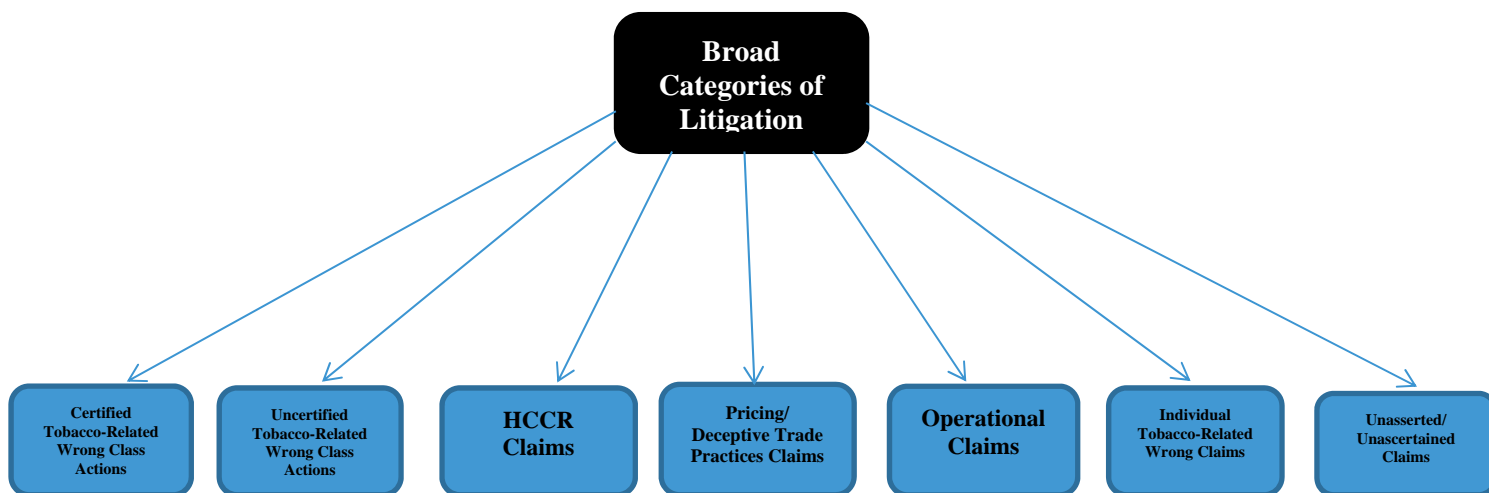 Broad
Categories of
Litigation
Certified
Tobacco-Related
Wrong Class
Actions
Uncertified
Tobacco-Related
Wrong Class
Actions
HCCR
Claims
Pricing/
Deceptive Trade
Practices Claims
Operational
Claims
Individual
Tobacco-Related
Wrong Claims
Unasserted/
Unascertained
Claims